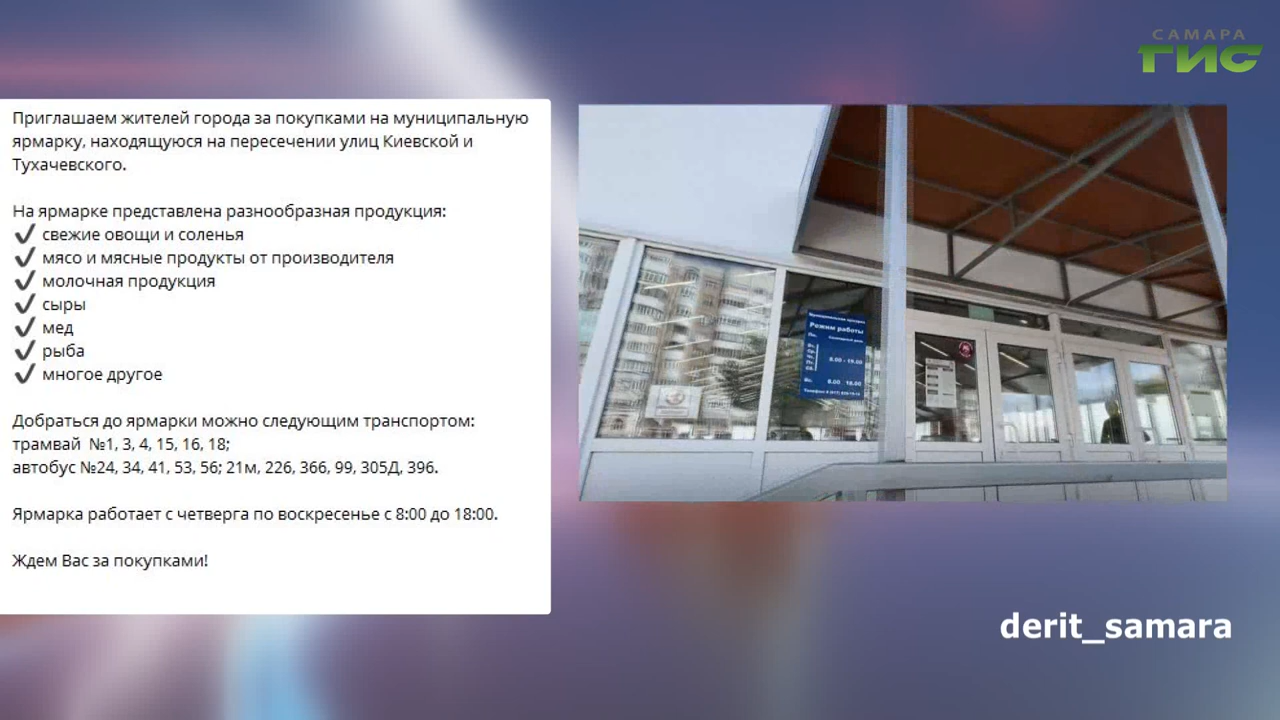 САМАРА
ГИС
Приглашаем жителей города за покупками на муниципальную
ярмарку, находящуюся на пересечении улиц Киевской и
Тухачевского.
На ярмарке представлена разнообразная продукция:
✔ свежие овощи и соленья
✔ мясо и мясные продукты от производителя
✔ молочная продукция
✔ сыры
✔ мед
✔ рыба
✔ многое другое
Добраться до ярмарки можно следующим транспортом:
трамвай №1, 3, 4, 15, 16, 18;
автобус №24, 34, 41, 53, 56; 21м, 226, 366, 99, 305Д, 396.
Ярмарка работает с четверга по воскресенье с 8:00 до 18:00.
Ждем Вас за покупками!
Муниципальная ярмарка
Режим работы
8.00 - 19.00
8.00 18.00
derit_samara